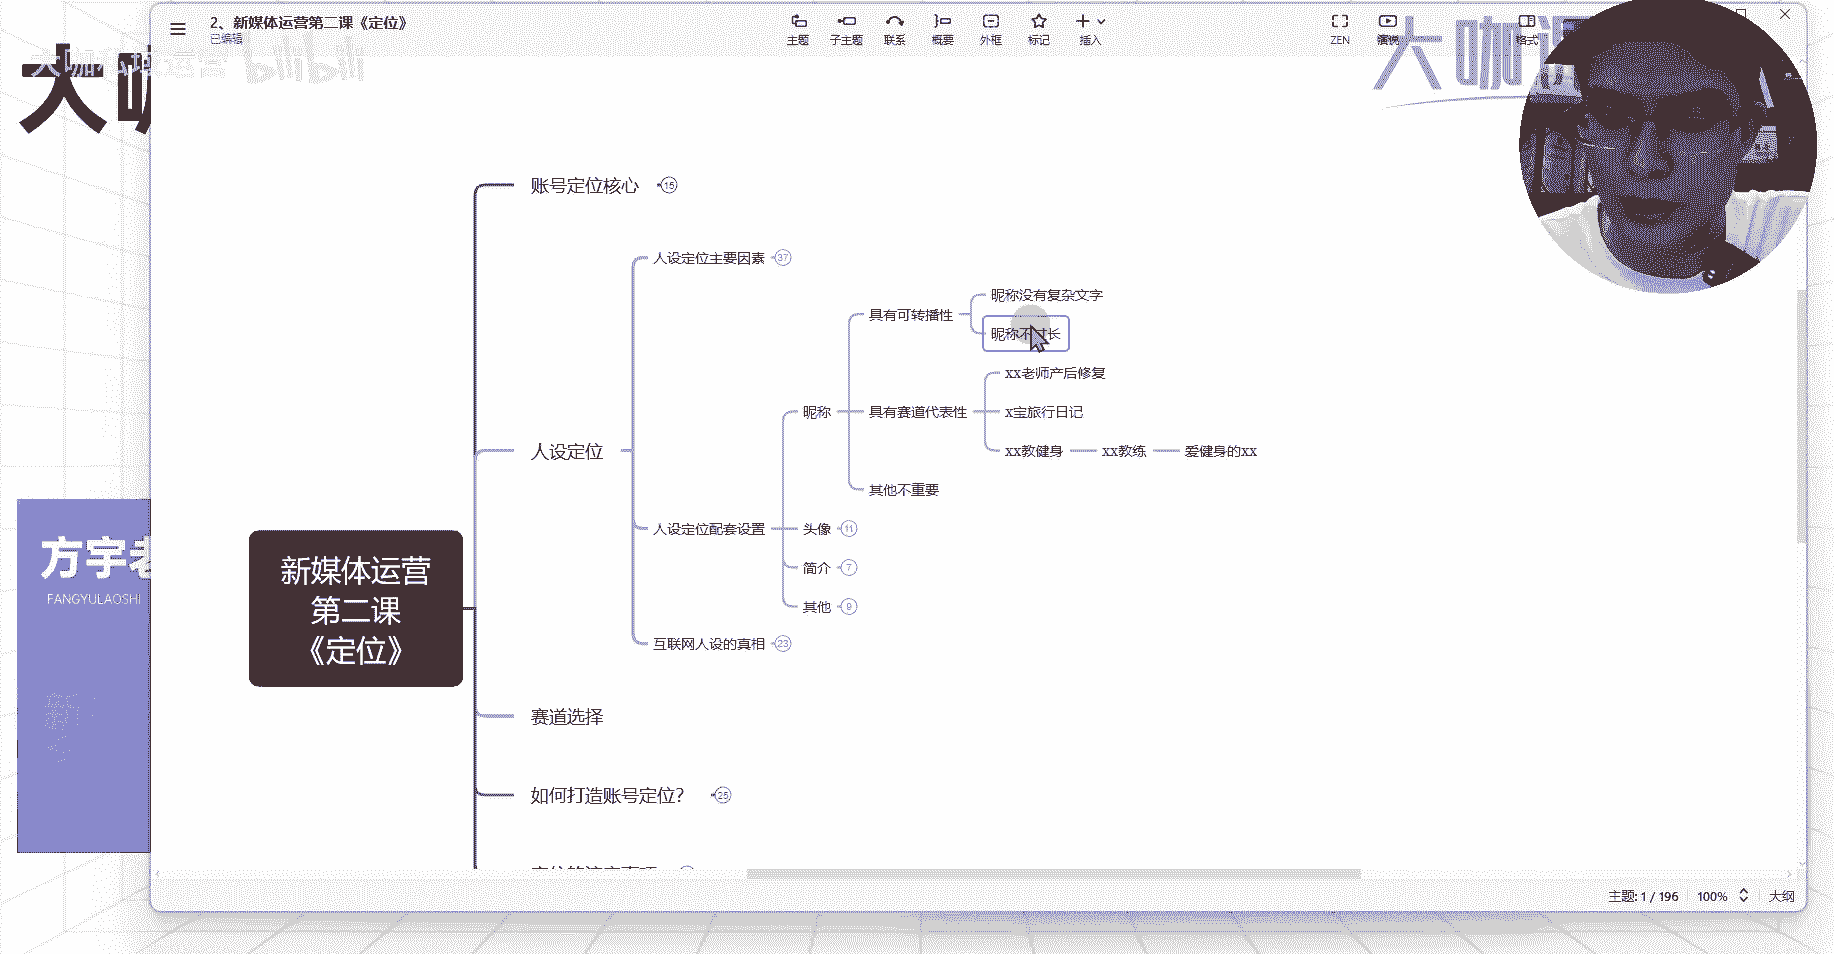 2、新媒体运营第二课《定位》
已编辑
主题
子主题
联系
概要
外框
标记
插入
ZEN
格式
大咖
bilibili
大咖
账号定位核心 15
人设定位主要因素 37
昵称没有复杂文字
具有可转播性
昵称不过长
xx老师产后修复
昵称
具有赛道代表性
x宝旅行日记
人设定位
xx教健身
xx教练
爱健身的xx
其他不重要
人设定位配套设置
头像 11
简介 7
其他 9
新媒体运营
第二课
《定位》
互联网人设的真相 23
赛道选择
如何打造账号定位? 25
方宇老
FANGYULAOSHI
主题: 1 / 196
100%
大纲